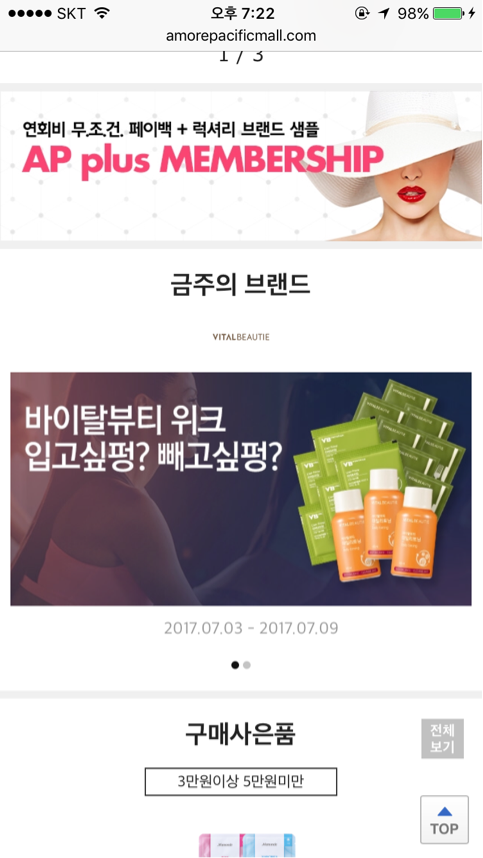 SKT 오후 7:22 98%
amorepacificmall.com
1 / 3
연회비 무.조.건. 페이백 + 럭셔리 브랜드 샘플
AP plus MEMBERSHIP
금주의 브랜드
VITALBEAUTIE
바이탈뷰티 위크
입고싶펑? 빼고싶펑?
2017.07.03 - 2017.07.09
구매사은품
전체
보기
3만원이상 5만원미만
TOP